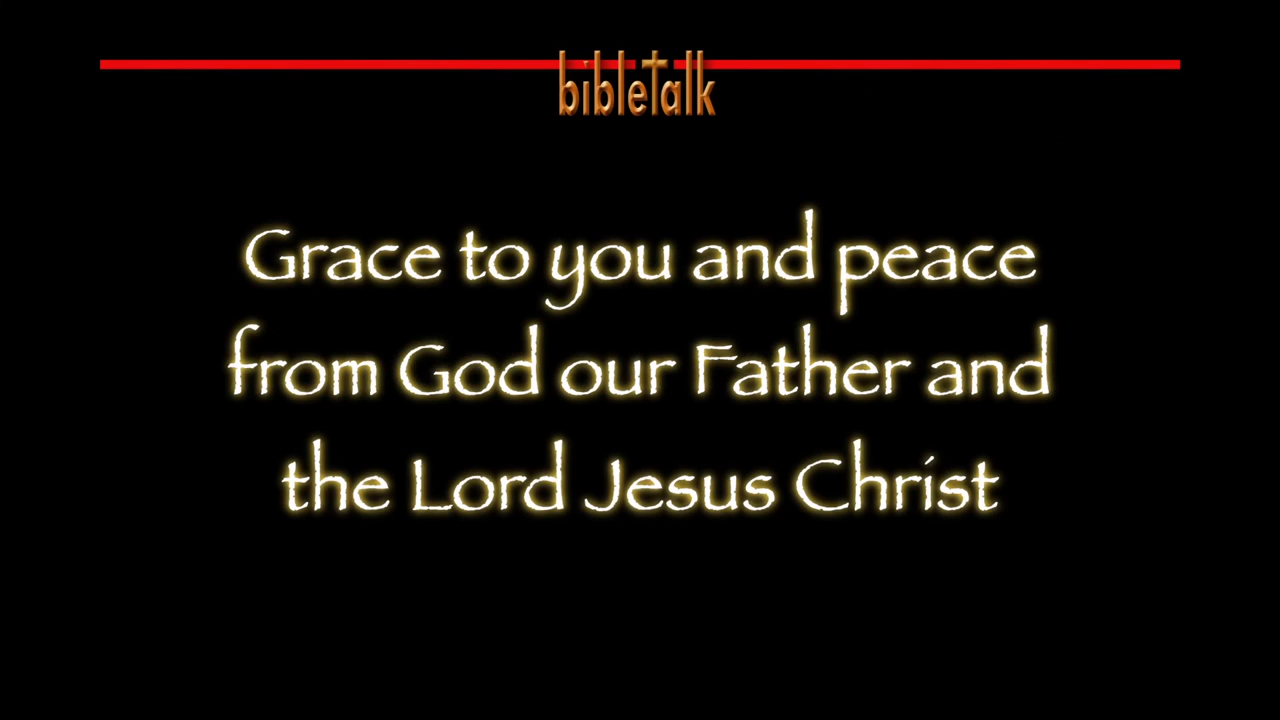 bibleTalk
Grace to you and peace
from God our Father and
the Lord Jesus Christ